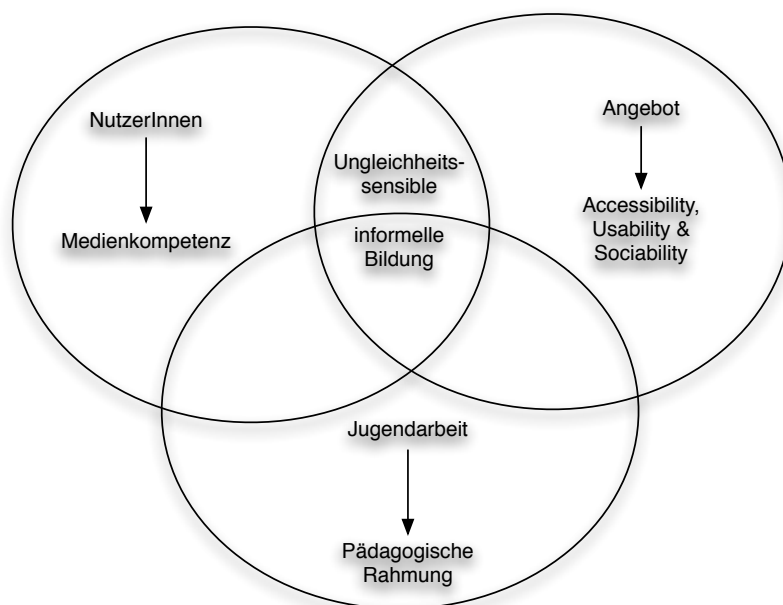 NutzerInnen
Medienkompetenz
Ungleichheits-
sensible
informelle
Bildung
Angebot
Accessibility,
Usability &
Sociability
Jugendarbeit
Pädagogische
Rahmung